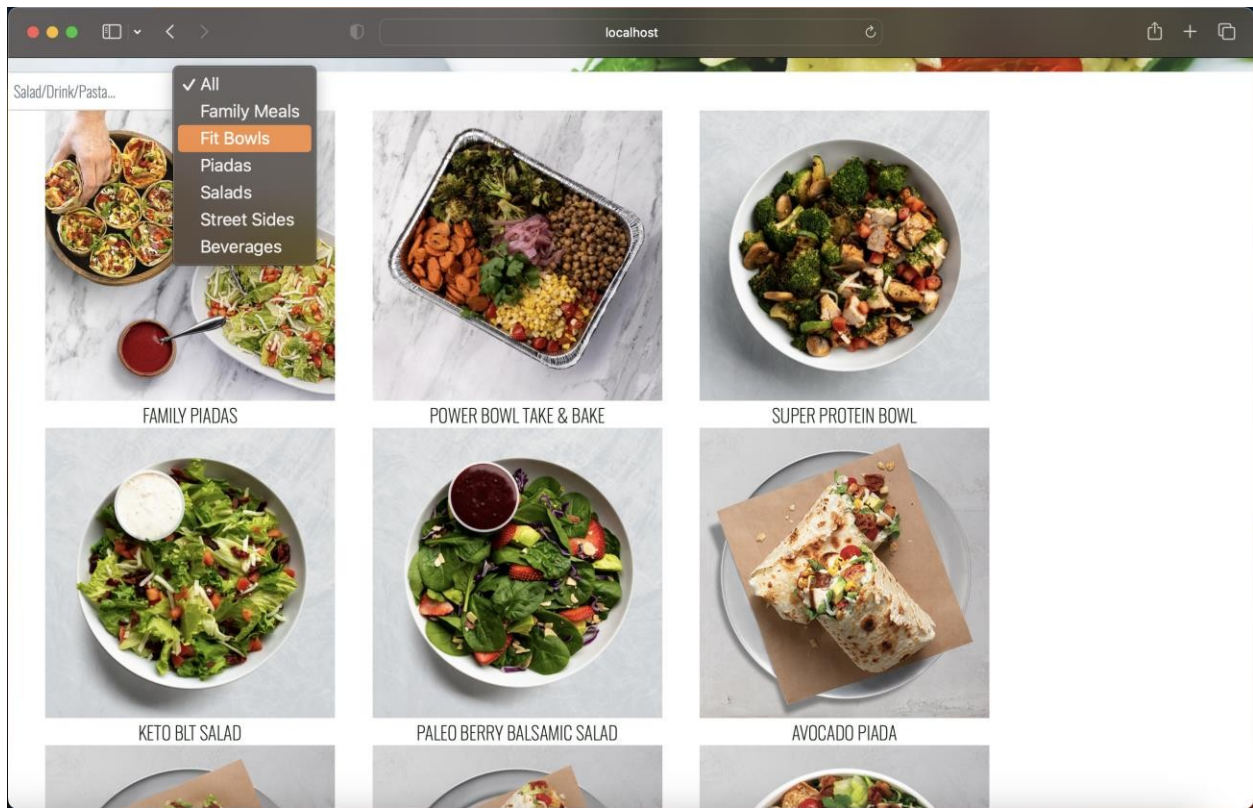 localhost
Salad/Drink/Pasta...
✓ All
Family Meals
Fit Bowls
Piadas
Salads
Street Sides
Beverages
FAMILY PIADAS
POWER BOWL TAKE & BAKE
SUPER PROTEIN BOWL
KETO BLT SALAD
PALEO BERRY BALSAMIC SALAD
AVOCADO PIADA